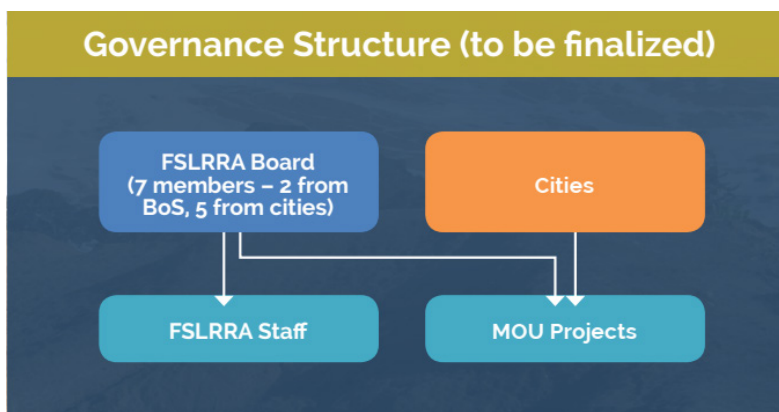 Governance Structure (to be finalized)
FSLRRA Board
(7 members – 2 from
BoS, 5 from cities)
Cities
FSLRRA Staff
MOU Projects